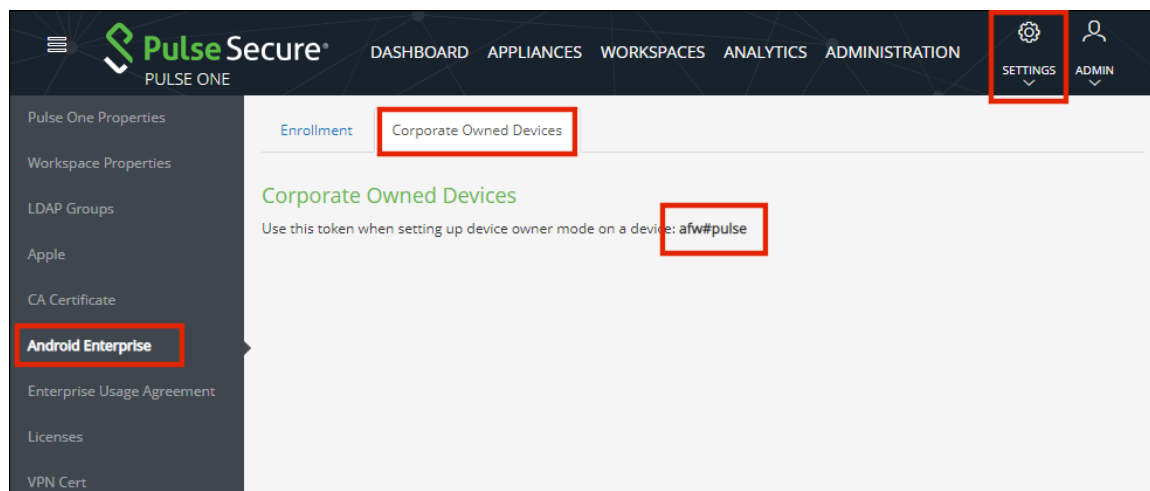 Pulse Secure®
PULSE ONE
DASHBOARD APPLIANCES WORKSPACES ANALYTICS ADMINISTRATION
SETTINGS
ADMIN
Pulse One Properties
Workspace Properties
LDAP Groups
Apple
CA Certificate
Android Enterprise
Enterprise Usage Agreement
Licenses
VPN Cert
Enrollment
Corporate Owned Devices
Corporate Owned Devices
Use this token when setting up device owner mode on a device: afw#pulse